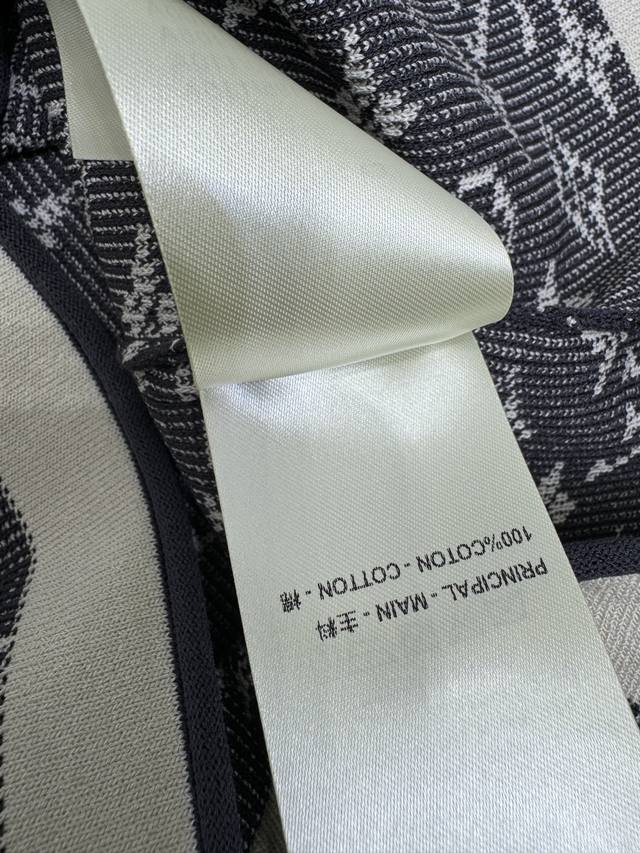 PRINCIPAL - MAIN - 主料
100%COTON - COTTON - 棉